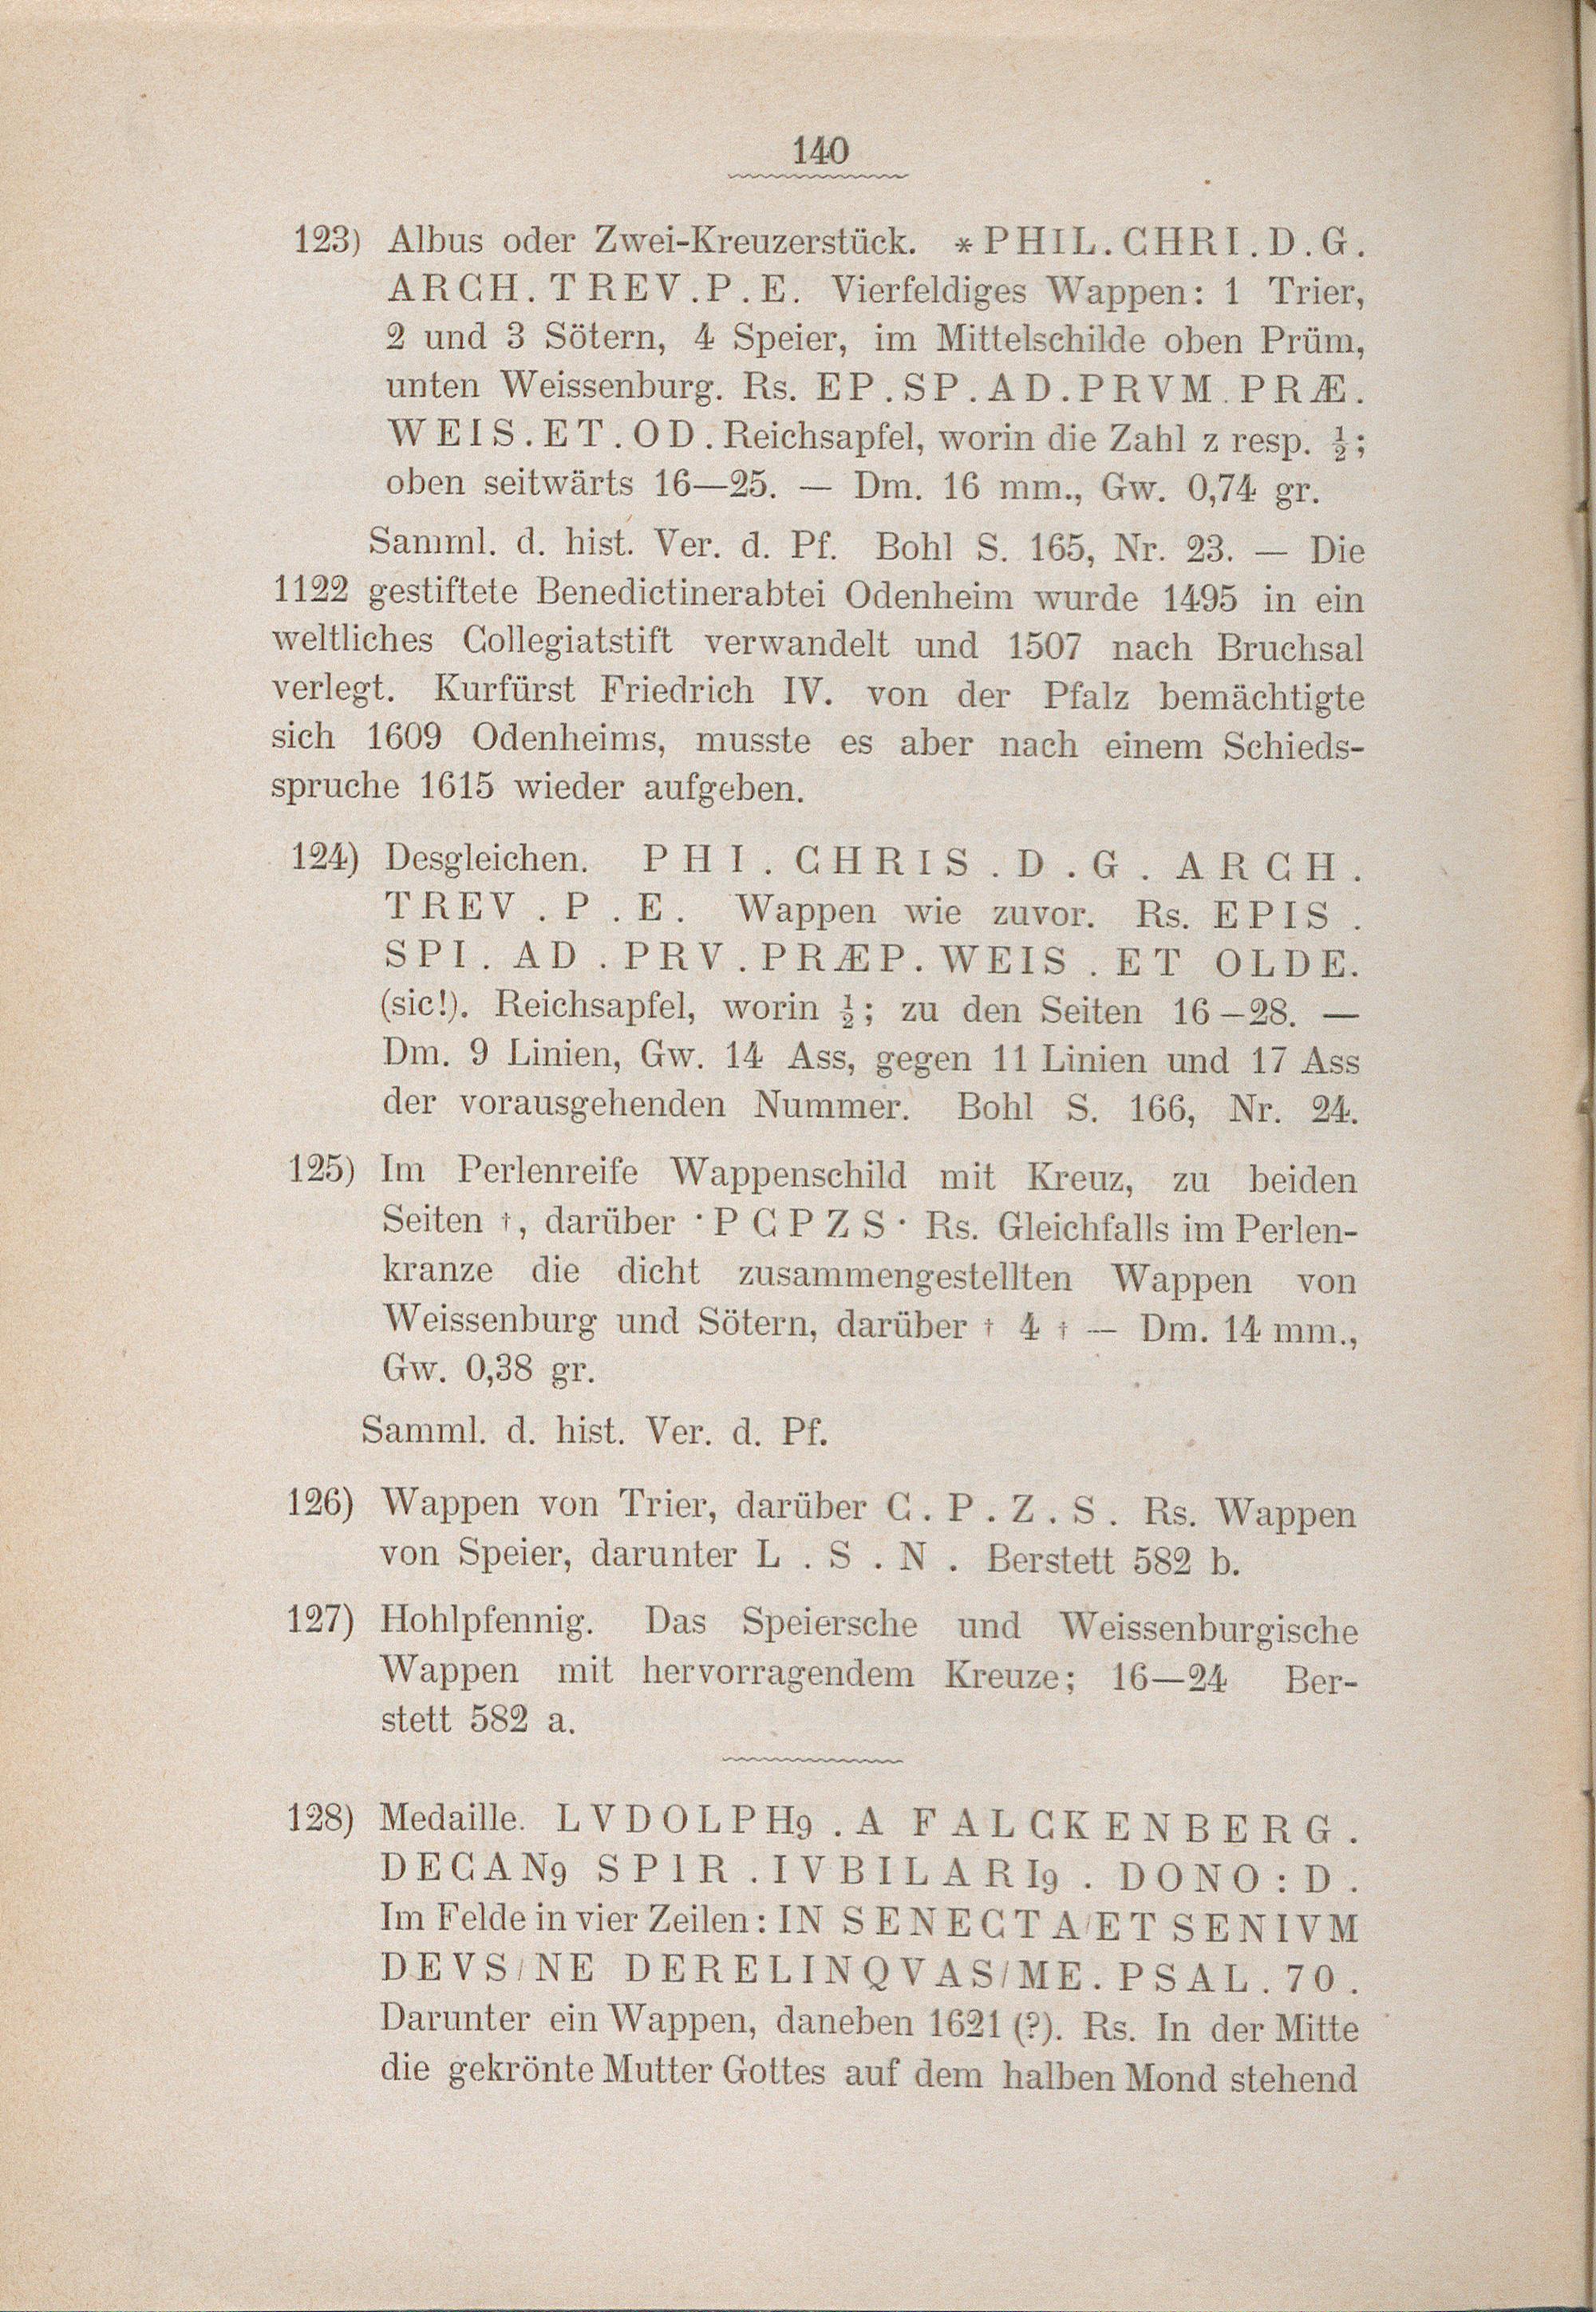 140
123) Albus oder Zwei-Kreuzerstück. *PHIL.CHRI.D.G.
ARCH.TREV.P.E. Vierfeldiges Wappen: 1 Trier,
2 und 3 Sötern, 4 Speier, im Mittelschilde oben Prüm,
unten Weissenburg. Rs. EP.SP.AD.PRVM.PRÆ.
WEIS.ET.OD. Reichsapfel, worin die Zahl z resp. ½;
oben seitwärts 16—25. — Dm. 16 mm., Gw. 0,74 gr.
Samml. d. hist. Ver. d. Pf. Bohl S. 165, Nr. 23. — Die
1122 gestiftete Benedictinerabtei Odenheim wurde 1495 in ein
weltliches Collegiatstift verwandelt und 1507 nach Bruchsal
verlegt. Kurfürst Friedrich IV. von der Pfalz bemächtigte
sich 1609 Odenheims, musste es aber nach einem Schieds-
spruche 1615 wieder aufgeben.
124) Desgleichen. PHI.CHRIS.D.G.ARCH.
TREV.P.E. Wappen wie zuvor. Rs. EPIS.
SPI.AD.PRV.PRÆP.WEIS.ET OLDE.
(sic!). Reichsapfel, worin ½; zu den Seiten 16–28. —
Dm. 9 Linien, Gw. 14 Ass, gegen 11 Linien und 17 Ass
der vorausgehenden Nummer. Bohl S. 166, Nr. 24.
125) Im Perlenreife Wappenschild mit Kreuz, zu beiden
Seiten †, darüber ·PCPZS· Rs. Gleichfalls im Perlen-
kranze die dicht zusammengestellten Wappen von
Weissenburg und Sötern, darüber † 4 † — Dm. 14 mm.,
Gw. 0,38 gr.
Samml. d. hist. Ver. d. Pf.
126) Wappen von Trier, darüber C.P.Z.S. Rs. Wappen
von Speier, darunter L.S.N. Berstett 582 b.
127) Hohlpfennig. Das Speiersche und Weissenburgische
Wappen mit hervorragendem Kreuze; 16—24 Ber-
stett 582 a.
128) Medaille. LVDOLPH9.A FALCKENBERG.
DECAN9 SP1R.IVBILARI9.DONO:D.
Im Felde in vier Zeilen: IN SENECTA/ET SENIVM
DEVS/NE DERELINQVAS/ME.PSAL.70.
Darunter ein Wappen, daneben 1621 (?). Rs. In der Mitte
die gekrönte Mutter Gottes auf dem halben Mond stehend